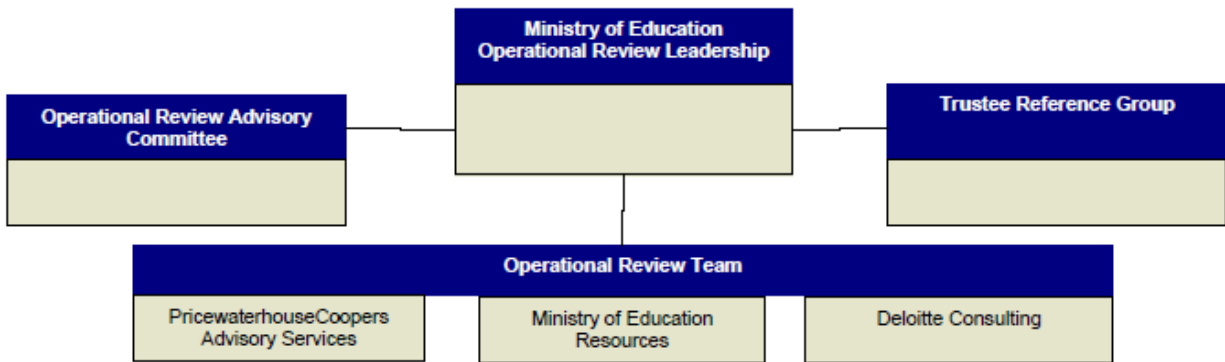 Ministry of Education
Operational Review Leadership
Operational Review Advisory
Committee
Trustee Reference Group
Operational Review Team
PricewaterhouseCoopers
Advisory Services
Ministry of Education
Resources
Deloitte Consulting